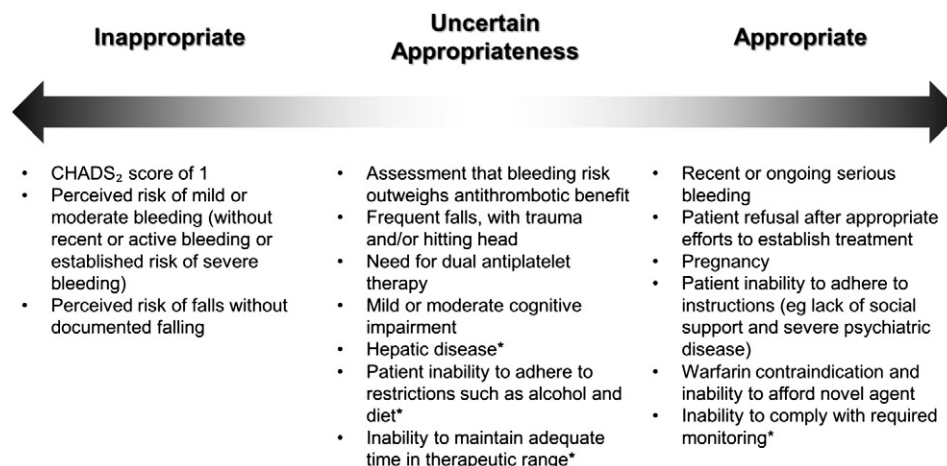 Inappropriate
Uncertain
Appropriateness
Appropriate
• CHADS₂ score of 1
• Perceived risk of mild or
moderate bleeding (without
recent or active bleeding or
established risk of severe
bleeding)
• Perceived risk of falls without
documented falling
• Assessment that bleeding risk
outweighs antithrombotic benefit
• Frequent falls, with trauma
and/or hitting head
• Need for dual antiplatelet
therapy
• Mild or moderate cognitive
impairment
• Hepatic disease*
• Patient inability to adhere to
restrictions such as alcohol and
diet*
• Inability to maintain adequate
time in therapeutic range*
• Recent or ongoing serious
bleeding
• Patient refusal after appropriate
efforts to establish treatment
• Pregnancy
• Patient inability to adhere to
instructions (eg lack of social
support and severe psychiatric
disease)
• Warfarin contraindication and
inability to afford novel agent
• Inability to comply with required
monitoring*